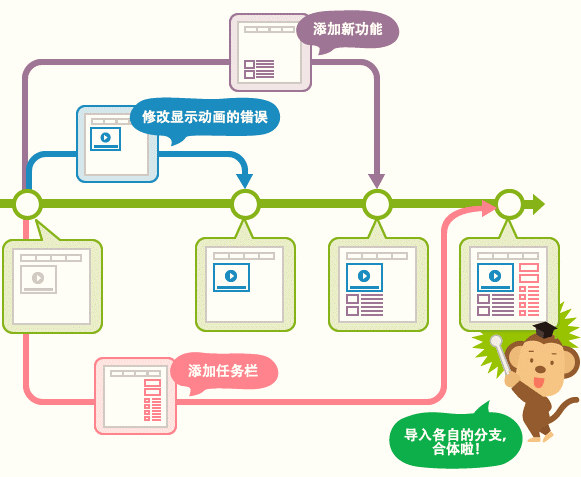 添加新功能
修改显示动画的错误
添加任务栏
导入各自的分支,
合体啦!